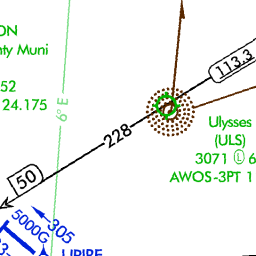 ON
nty Muni
52
24.175
6° E
113.3
228
Ulysses
(ULS)
3071 Ⓛ 6
AWOS-3PT 1
50
5000G
305